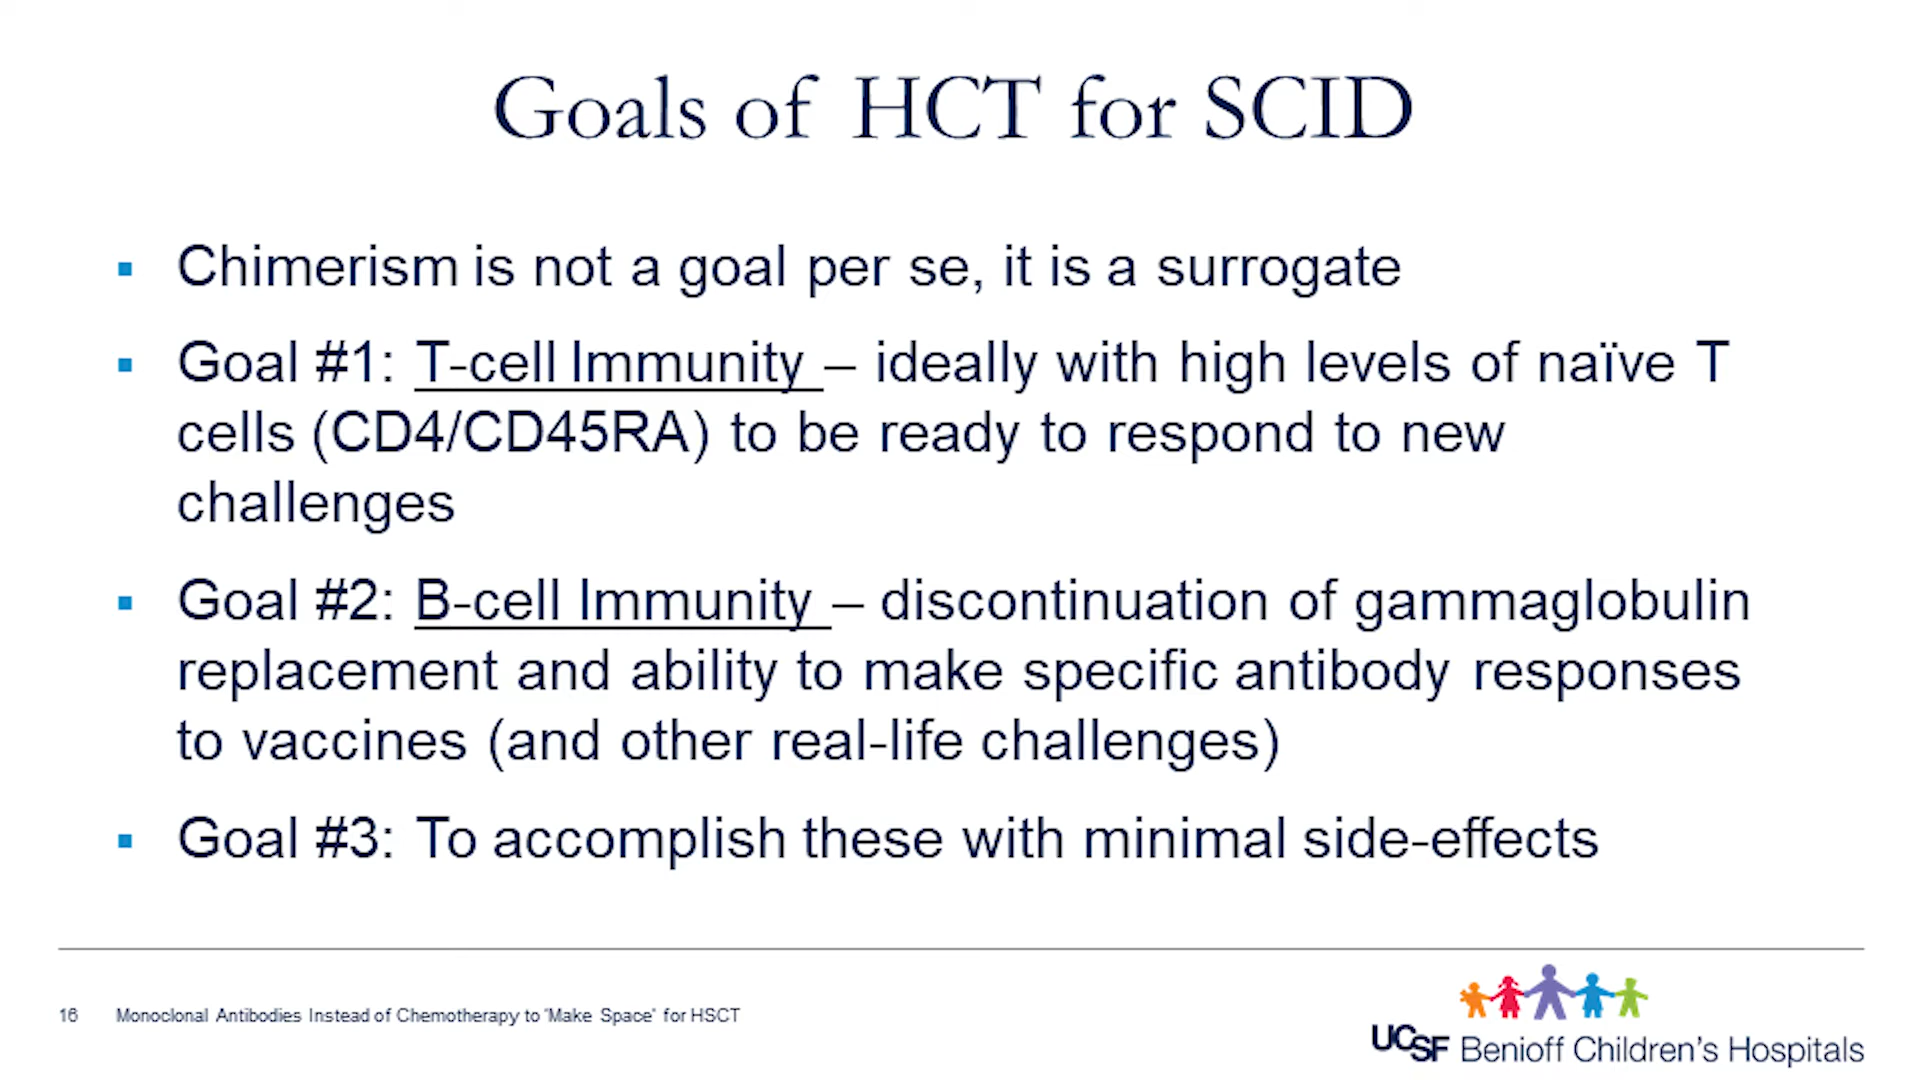 Goals of HCT for SCID
▪ Chimerism is not a goal per se, it is a surrogate
▪ Goal #1: T-cell Immunity – ideally with high levels of naïve T
cells (CD4/CD45RA) to be ready to respond to new
challenges
▪ Goal #2: B-cell Immunity – discontinuation of gammaglobulin
replacement and ability to make specific antibody responses
to vaccines (and other real-life challenges)
▪ Goal #3: To accomplish these with minimal side-effects
16 Monoclonal Antibodies Instead of Chemotherapy to 'Make Space' for HSCT
UCSF Benioff Children's Hospitals